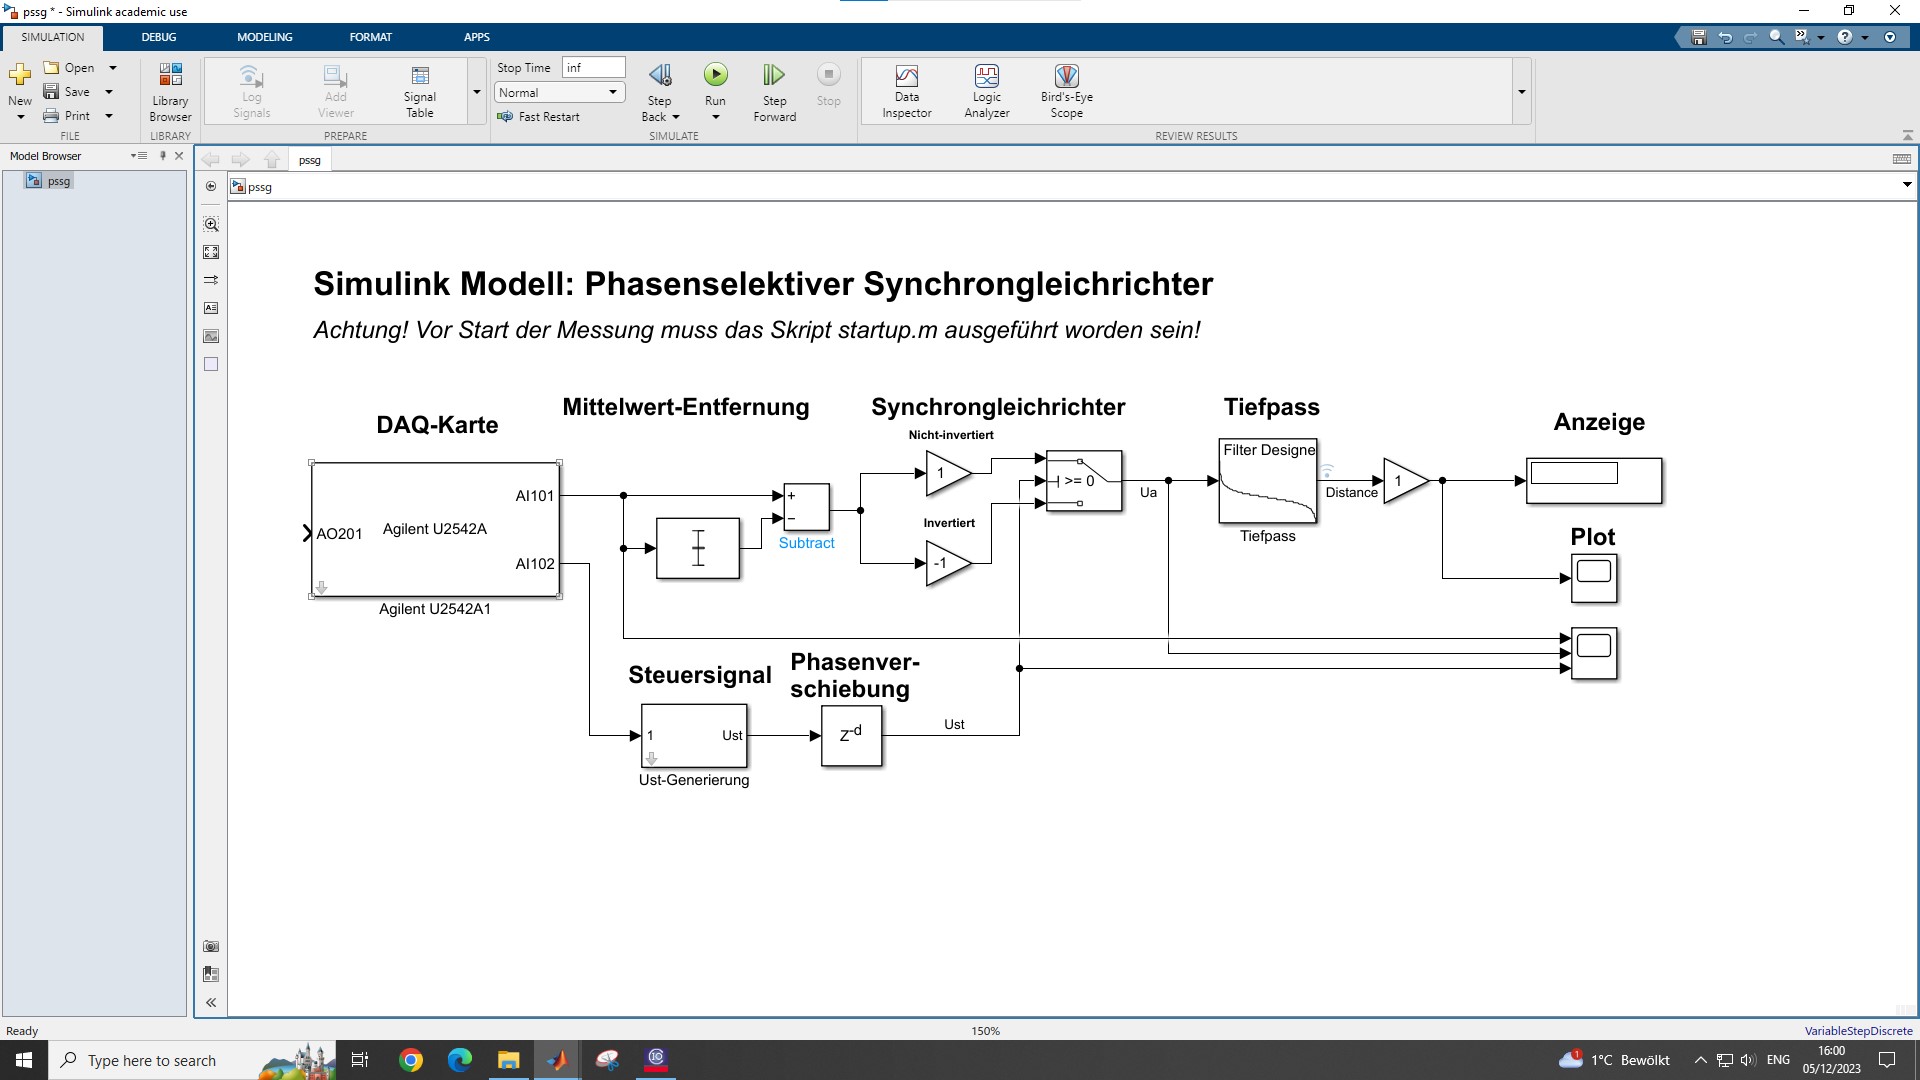 pssg * - Simulink academic use
SIMULATION
DEBUG
MODELING
FORMAT
APPS
New
Open
Save
Print
FILE
Library Browser
LIBRARY
Log Signals
Add Viewer
Signal Table
PREPARE
Stop Time
inf
Normal
Fast Restart
Step Back
Run
Step Forward
Stop
SIMULATE
Data Inspector
Logic Analyzer
Bird's-Eye Scope
REVIEW RESULTS
Model Browser
pssg
pssg
pssg
Simulink Modell: Phasenselektiver Synchrongleichrichter
Achtung! Vor Start der Messung muss das Skript startup.m ausgeführt worden sein!
DAQ-Karte
Mittelwert-Entfernung
Synchrongleichrichter
Tiefpass
Anzeige
Nicht-invertiert
1
AI101
AO201
Agilent U2542A
AI102
Agilent U2542A1
+
−
Subtract
Invertiert
-1
>= 0
Ua
Filter Designe
Tiefpass
Distance
1
Plot
Steuersignal
Phasenver-
schiebung
1
Ust
Ust-Generierung
Z-d
Ust
Ready
150%
VariableStepDiscrete
Type here to search
1
1°C Bewölkt
ENG
16:00
05/12/2023